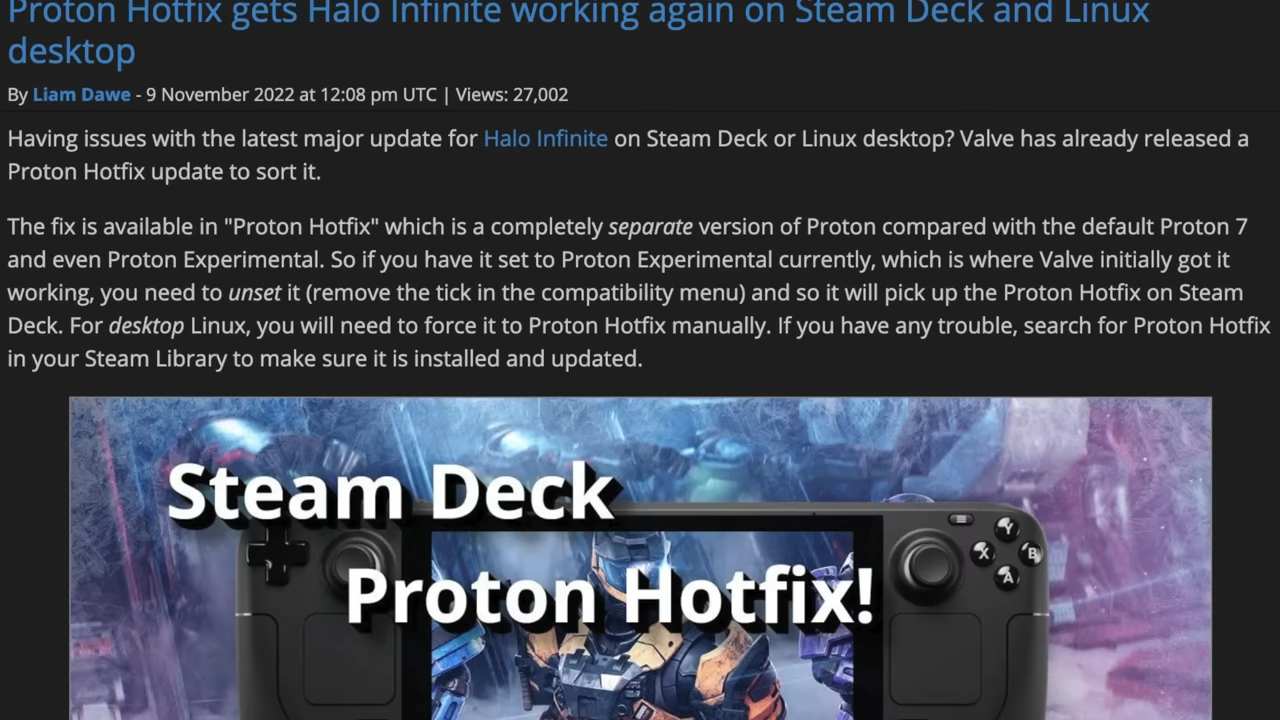 Proton Hotfix gets Halo Infinite working again on Steam Deck and Linux
desktop
By Liam Dawe - 9 November 2022 at 12:08 pm UTC | Views: 27,002
Having issues with the latest major update for Halo Infinite on Steam Deck or Linux desktop? Valve has already released a
Proton Hotfix update to sort it.
The fix is available in "Proton Hotfix" which is a completely separate version of Proton compared with the default Proton 7
and even Proton Experimental. So if you have it set to Proton Experimental currently, which is where Valve initially got it
working, you need to unset it (remove the tick in the compatibility menu) and so it will pick up the Proton Hotfix on Steam
Deck. For desktop Linux, you will need to force it to Proton Hotfix manually. If you have any trouble, search for Proton Hotfix
in your Steam Library to make sure it is installed and updated.
Steam Deck
Proton Hotfix!
Y
X
B
A